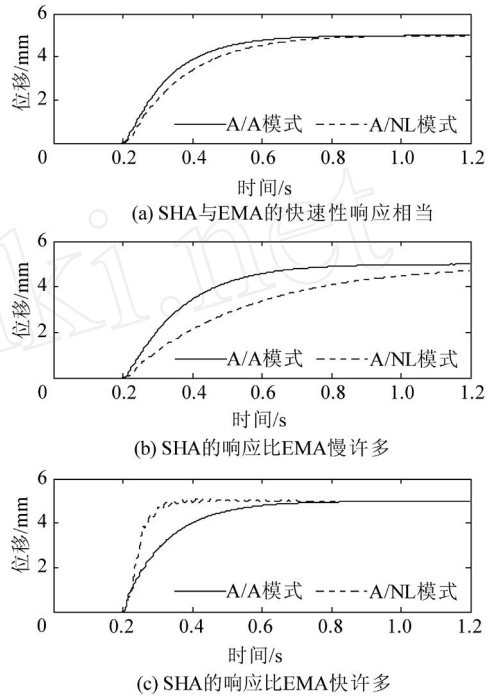 6
4
2
0
位移/mm
A/A模式 A/NL模式
0.2 0.4 0.6 0.8 1.0 1.2
时间/s
(a) SHA与EMA的快速性响应相当
6
4
2
0
位移/mm
A/A模式 A/NL模式
0.2 0.4 0.6 0.8 1.0 1.2
时间/s
(b) SHA的响应比EMA慢许多
6
4
2
0
位移/mm
A/A模式 A/NL模式
0.2 0.4 0.6 0.8 1.0 1.2
时间/s
(c) SHA的响应比EMA快许多
ki.net